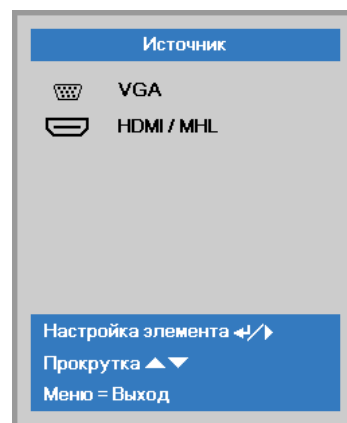 Источник
VGA
HDMI / MHL
Настройка элемента ↵/▶
Прокрутка ▲▼
Меню = Выход